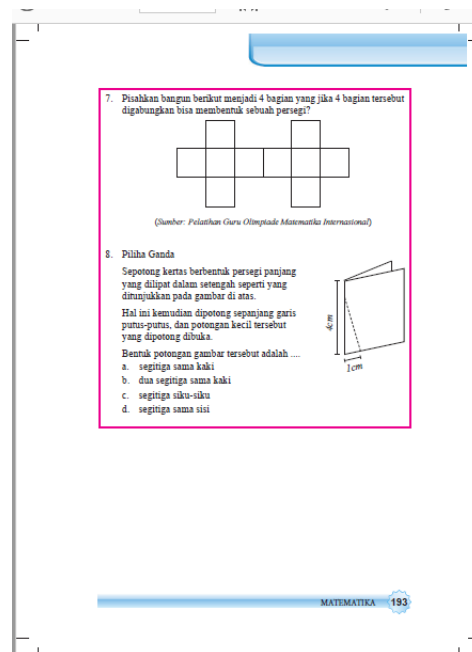 7. Pisahkan bangun berikut menjadi 4 bagian yang jika 4 bagian tersebut
digabungkan bisa membentuk sebuah persegi?
(Sumber: Pelatihan Guru Olimpiade Matematika Internasional)
8. Piliha Ganda
Sepotong kertas berbentuk persegi panjang
yang dilipat dalam setengah seperti yang
ditunjukkan pada gambar di atas.
Hal ini kemudian dipotong sepanjang garis
putus-putus, dan potongan kecil tersebut
yang dipotong dibuka.
Bentuk potongan gambar tersebut adalah ....
a. segitiga sama kaki
b. dua segitiga sama kaki
c. segitiga siku-siku
d. segitiga sama sisi
4cm
1cm
MATEMATIKA 193